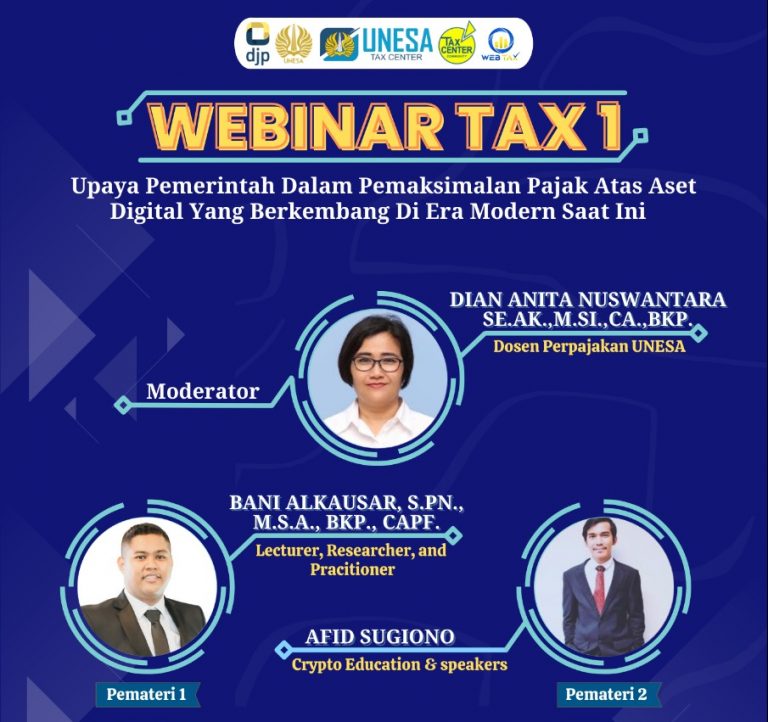 djp
UNESA
UNESA
TAX CENTER
TAX
CENTER
COMMUNITY
WEB TAX
WEBINAR TAX 1
Upaya Pemerintah Dalam Pemaksimalan Pajak Atas Aset
Digital Yang Berkembang Di Era Modern Saat Ini
DIAN ANITA NUSWANTARA
SE.AK.,M.SI.,CA.,BKP.
Dosen Perpajakan UNESA
Moderator
BANI ALKAUSAR, S.PN.,
M.S.A., BKP., CAPF.
Lecturer, Researcher, and
Pracitioner
AFID SUGIONO
Crypto Education & speakers
Pemateri 1
Pemateri 2